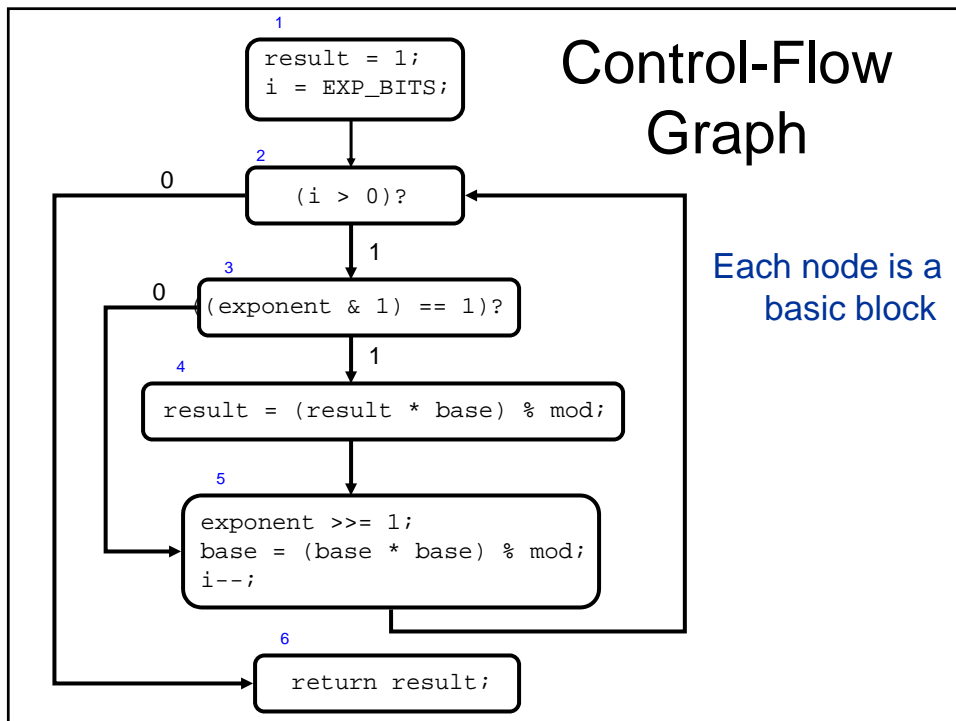 Control-Flow
Graph
1
result = 1;
i = EXP_BITS;
2
0
(i > 0)?
1
Each node is a
basic block
3
0
((exponent & 1) == 1)?
1
4
result = (result * base) % mod;
5
exponent >>= 1;
base = (base * base) % mod;
i--;
6
return result;